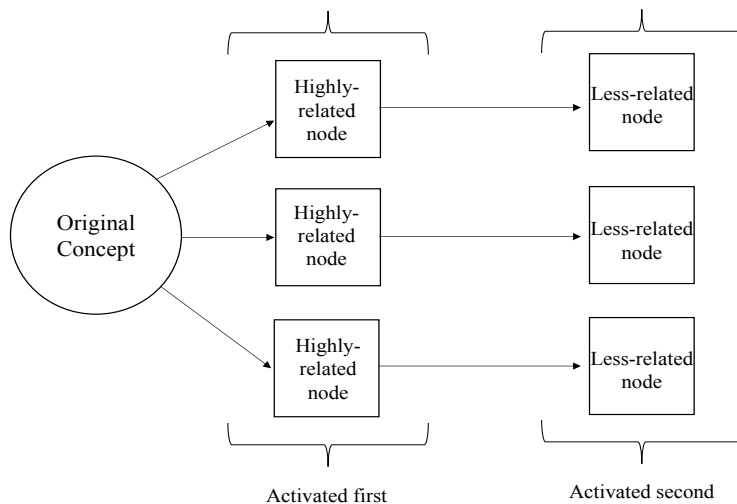 Highly-
related
node
Less-related
node
Original
Concept
Highly-
related
node
Less-related
node
Highly-
related
node
Less-related
node
Activated first
Activated second